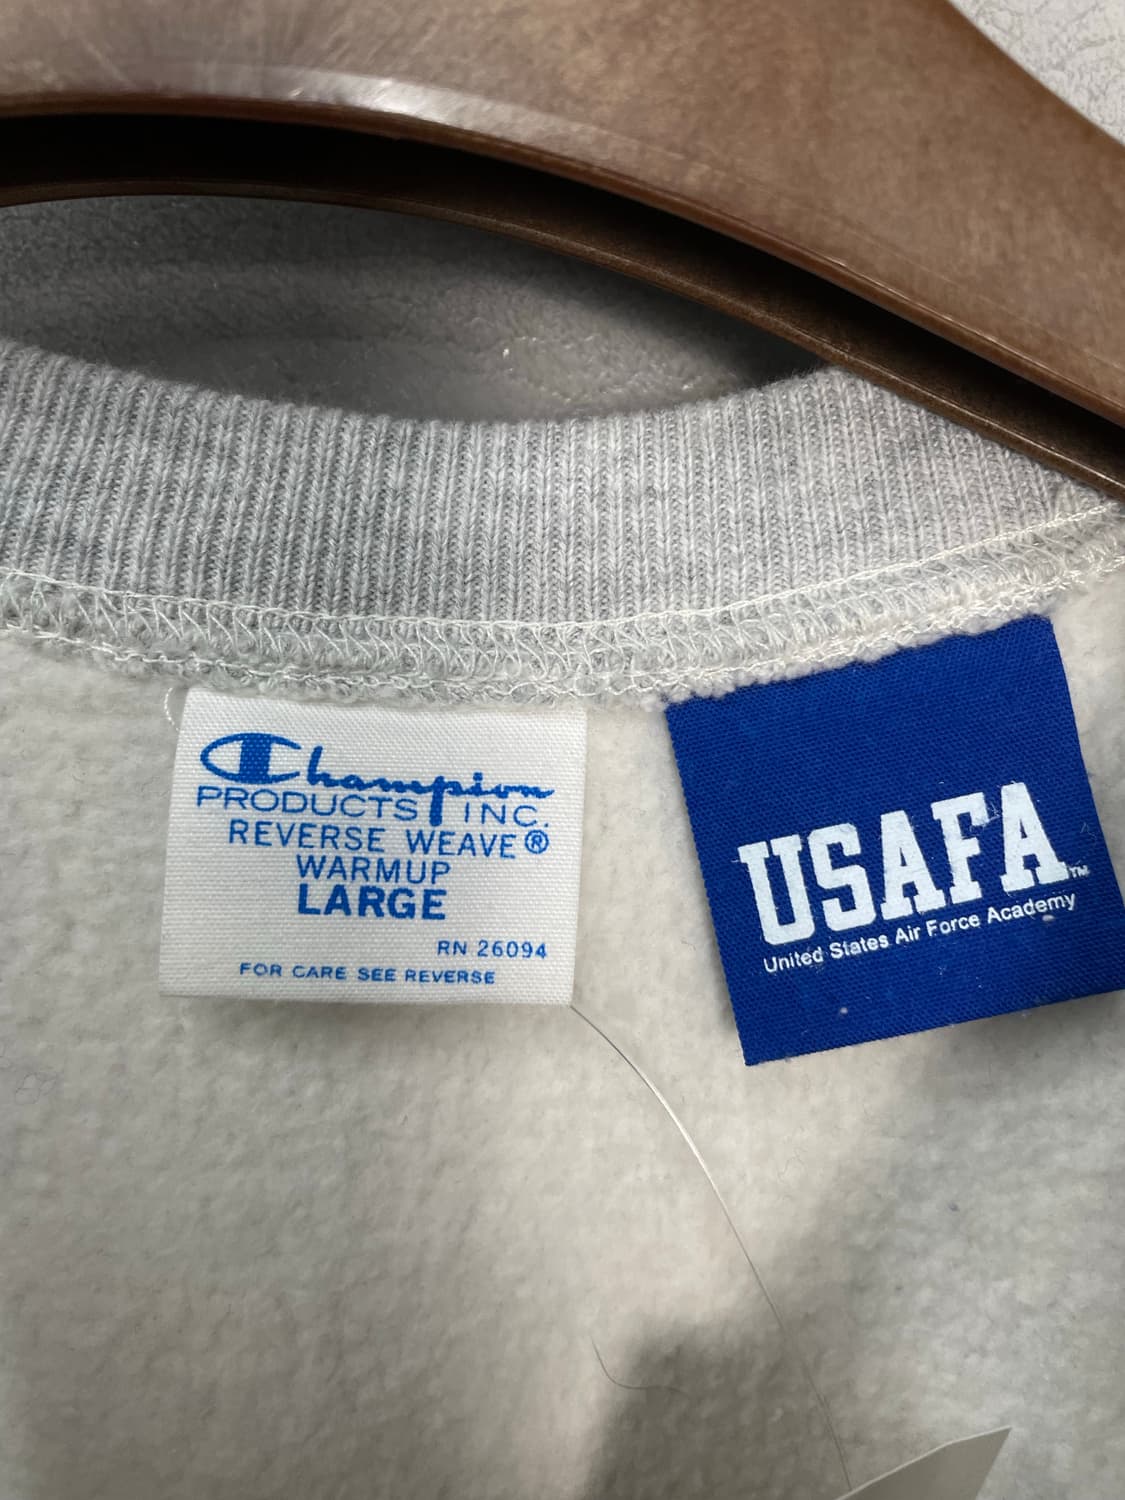 Champion
PRODUCTS INC.
REVERSE WEAVE®
WARMUP
LARGE
RN 26094
FOR CARE SEE REVERSE
USAFA™
United States Air Force Academy